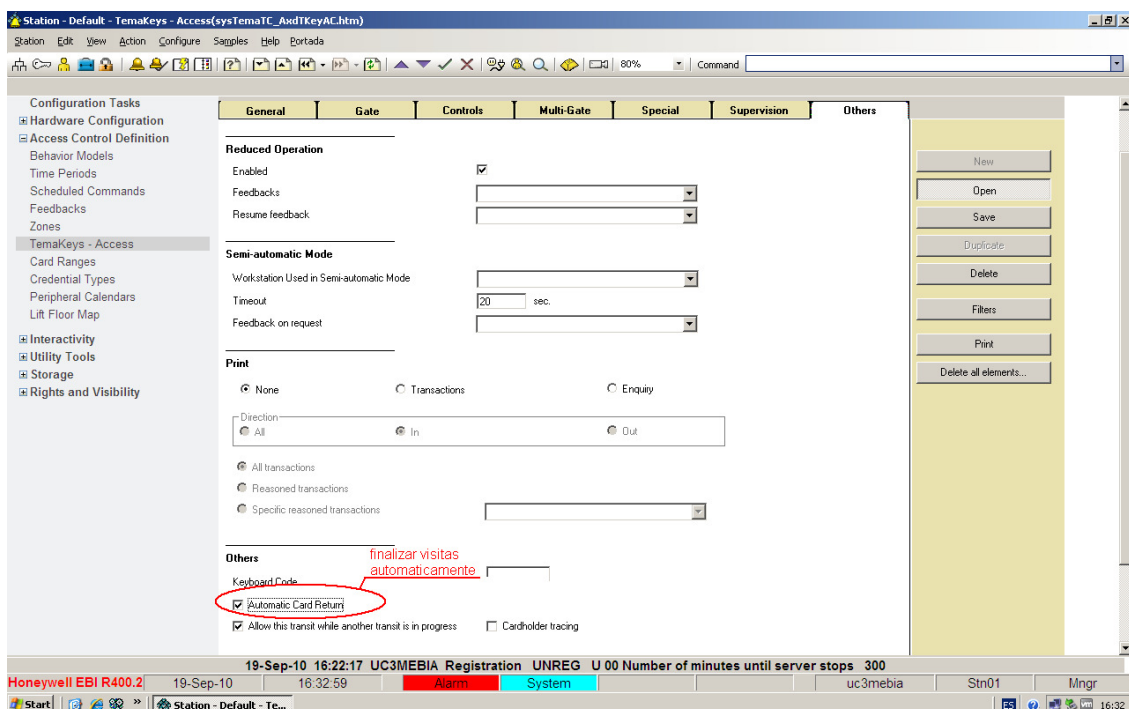 Station - Default - TemaKeys - Access(sysTemaTC_AxdTKeyAC.htm)
Station Edit View Action Configure Samples Help Portada
80% Command
Configuration Tasks
Hardware Configuration
Access Control Definition
Behavior Models
Time Periods
Scheduled Commands
Feedbacks
Zones
TemaKeys - Access
Card Ranges
Credential Types
Peripheral Calendars
Lift Floor Map
Interactivity
Utility Tools
Storage
Rights and Visibility
General Gate Controls Multi-Gate Special Supervision Others
Reduced Operation
Enabled
Feedbacks
Resume feedback
Semi-automatic Mode
Workstation Used in Semi-automatic Mode
Timeout 20 sec.
Feedback on request
Print
None Transactions Enquiry
Direction
All In Out
All transactions
Reasoned transactions
Specific reasoned transactions
Others
finalizar visitas
automaticamente
Keyboard Code
Automatic Card Return
Allow this transit while another transit is in progress Cardholder tracing
New
Open
Save
Duplicate
Delete
Filters
Print
Delete all elements...
19-Sep-10 16:22:17 UC3MEBIA Registration UNREG U 00 Number of minutes until server stops 300
Honeywell EBI R400.2 19-Sep-10 16:32:59 Alarm System uc3mebia Stn01 Mngr
Start » Station - Default - Te... ES 16:32